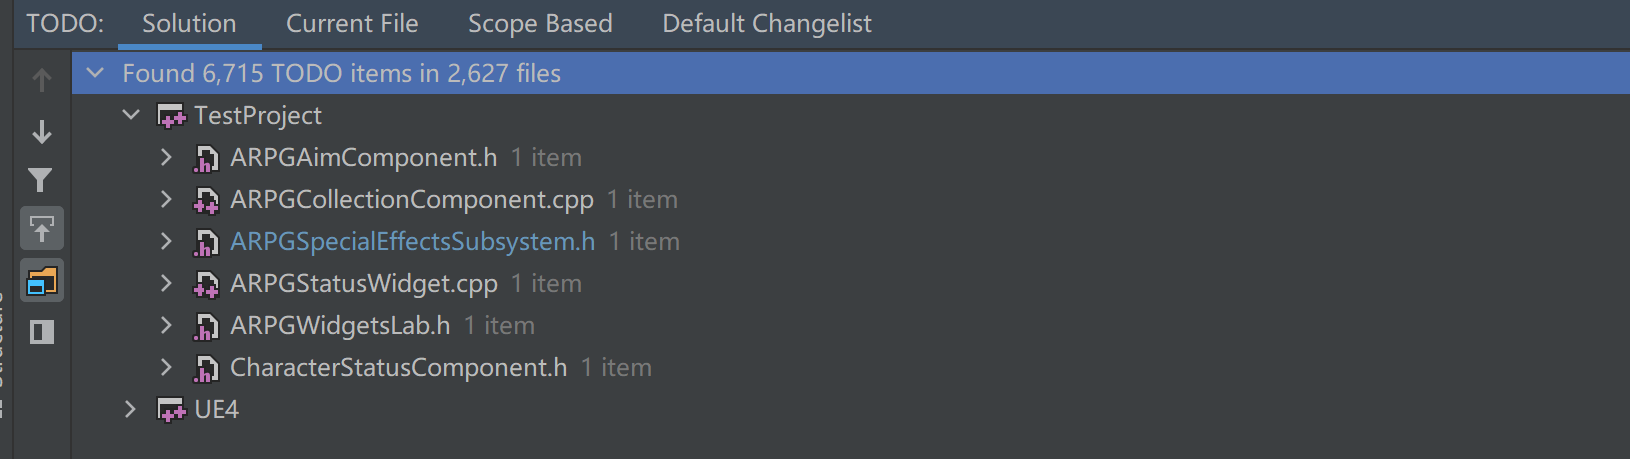 TODO: Solution Current File Scope Based Default Changelist
Found 6,715 TODO items in 2,627 files
TestProject
.h ARPGAimComponent.h 1 item
++ ARPGCollectionComponent.cpp 1 item
.h ARPGSpecialEffectsSubsystem.h 1 item
++ ARPGStatusWidget.cpp 1 item
.h ARPGWidgetsLab.h 1 item
.h CharacterStatusComponent.h 1 item
++ UE4